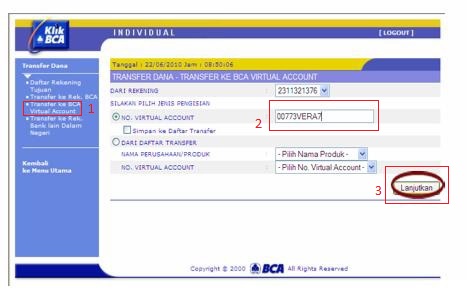 Klik
BCA
INDIVIDUAL
[ LOGOUT ]
Transfer Dana
Daftar Rekening
Tujuan
Transfer ke Rek. BCA
Transfer ke BCA
Virtual Account
1
Transfer ke Rek.
Bank lain Dalam
Negeri
Kembali
ke Menu Utama
Tanggal : 22/06/2010 Jam : 08:50:06
TRANSFER DANA - TRANSFER KE BCA VIRTUAL ACCOUNT
DARI REKENING : 2311321376
SILAKAN PILIH JENIS PENGISIAN
NO. VIRTUAL ACCOUNT : 00773VERA7
2
Simpan ke Daftar Transfer
DARI DAFTAR TRANSFER
NAMA PERUSAHAAN/PRODUK : - Pilih Nama Produk -
NO. VIRTUAL ACCOUNT : - Pilih No. Virtual Account -
3
Lanjutkan
Copyright © 2000 BCA All Rights Reserved